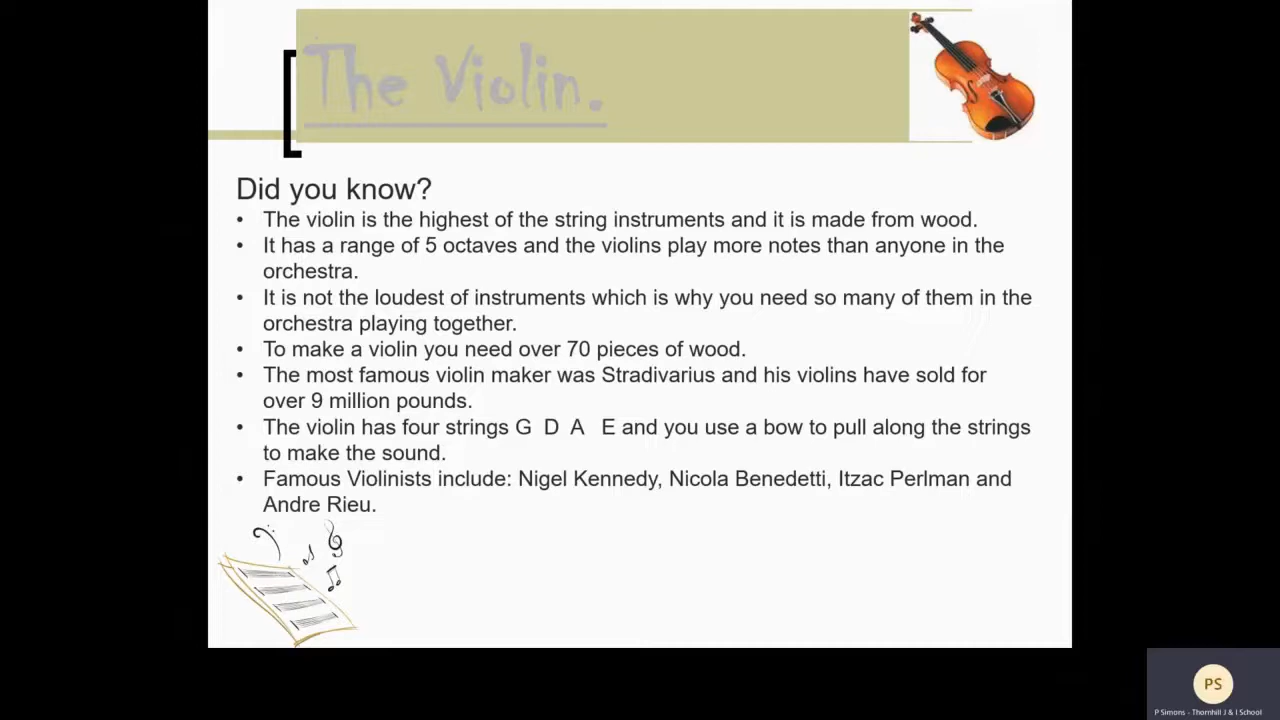 The Violin.
Did you know?
• The violin is the highest of the string instruments and it is made from wood.
• It has a range of 5 octaves and the violins play more notes than anyone in the
orchestra.
• It is not the loudest of instruments which is why you need so many of them in the
orchestra playing together.
• To make a violin you need over 70 pieces of wood.
• The most famous violin maker was Stradivarius and his violins have sold for
over 9 million pounds.
• The violin has four strings G D A E and you use a bow to pull along the strings
to make the sound.
• Famous Violinists include: Nigel Kennedy, Nicola Benedetti, Itzac Perlman and
Andre Rieu.
PS
P Simons - Thornhill J & I School